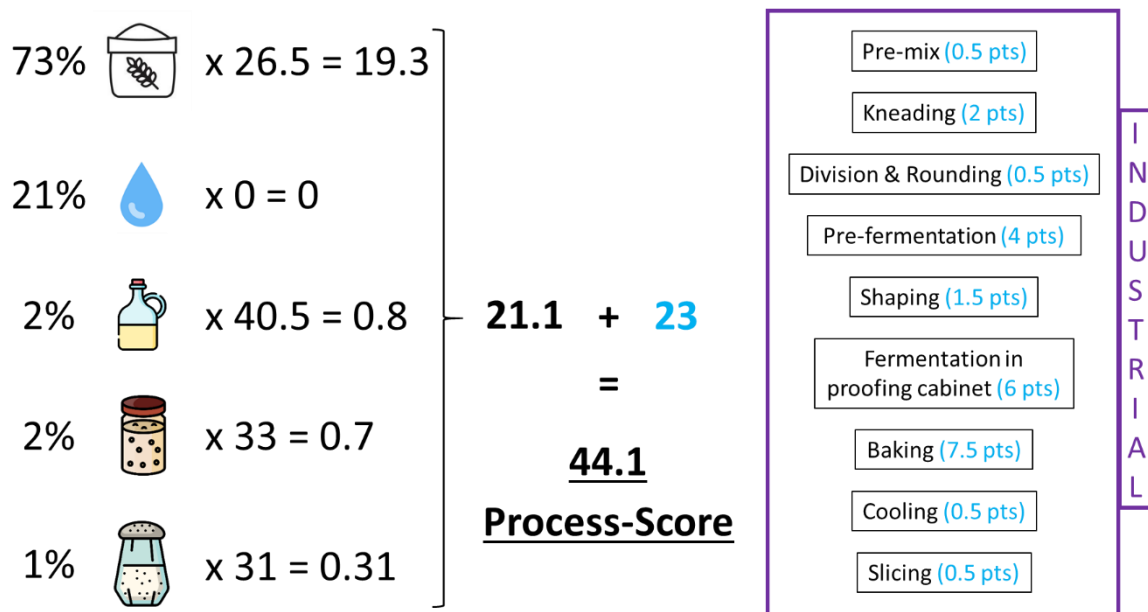 73% x 26.5 = 19.3
21% x 0 = 0
2% x 40.5 = 0.8
2% x 33 = 0.7
1% x 31 = 0.31
21.1 + 23
=
44.1
Process-Score
Pre-mix (0.5 pts)
Kneading (2 pts)
Division & Rounding (0.5 pts)
Pre-fermentation (4 pts)
Shaping (1.5 pts)
Fermentation in
proofing cabinet (6 pts)
Baking (7.5 pts)
Cooling (0.5 pts)
Slicing (0.5 pts)
INDUSTRIAL